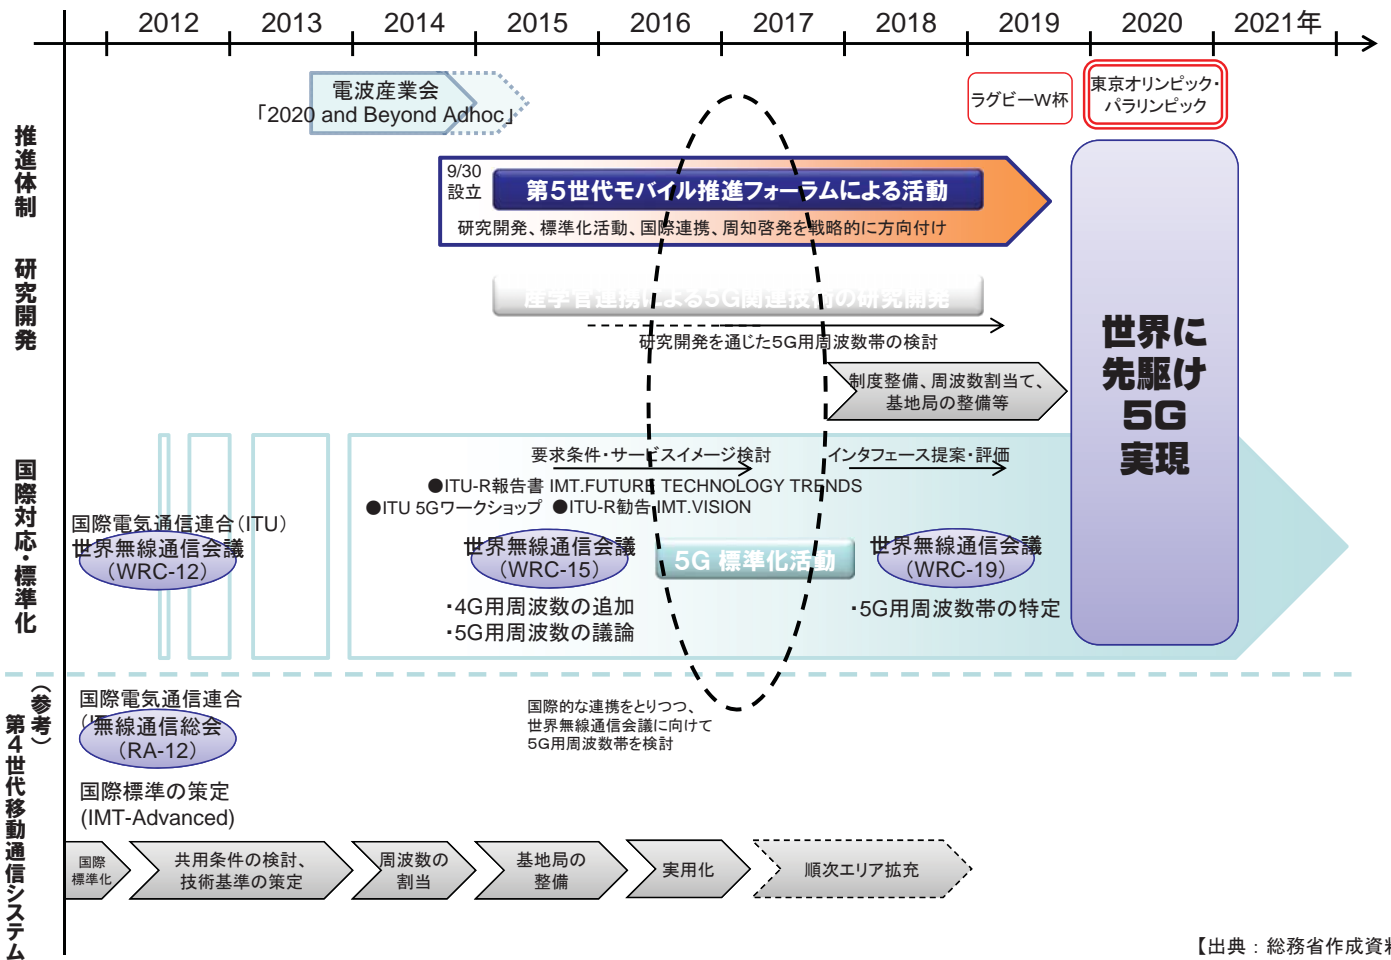 2012 2013 2014 2015 2016 2017 2018 2019 2020 2021年
推進体制
電波産業会
「2020 and Beyond Adhoc」
ラグビーW杯
東京オリンピック・
パラリンピック
9/30
設立
第5世代モバイル推進フォーラムによる活動
研究開発、標準化活動、国際連携、周知啓発を戦略的に方向付け
研究開発
産学官連携による5G関連技術の研究開発
研究開発を通じた5G用周波数帯の検討
制度整備、周波数割当て、
基地局の整備等
世界に
先駆け
5G
実現
国際対応・標準化
要求条件・サービスイメージ検討
インタフェース提案・評価
●ITU-R報告書 IMT.FUTURE TECHNOLOGY TRENDS
●ITU 5Gワークショップ ●ITU-R勧告 IMT.VISION
国際電気通信連合(ITU)
世界無線通信会議
(WRC-12)
世界無線通信会議
(WRC-15)
5G 標準化活動
世界無線通信会議
(WRC-19)
・4G用周波数の追加
・5G用周波数の議論
・5G用周波数帯の特定
(参考)
第4世代移動通信システム
国際電気通信連合
無線通信総会
(RA-12)
国際的な連携をとりつつ、
世界無線通信会議に向けて
5G用周波数帯を検討
国際標準の策定
(IMT-Advanced)
国際
標準化
共用条件の検討、
技術基準の策定
周波数の
割当
基地局の
整備
実用化
順次エリア拡充
【出典:総務省作成資料